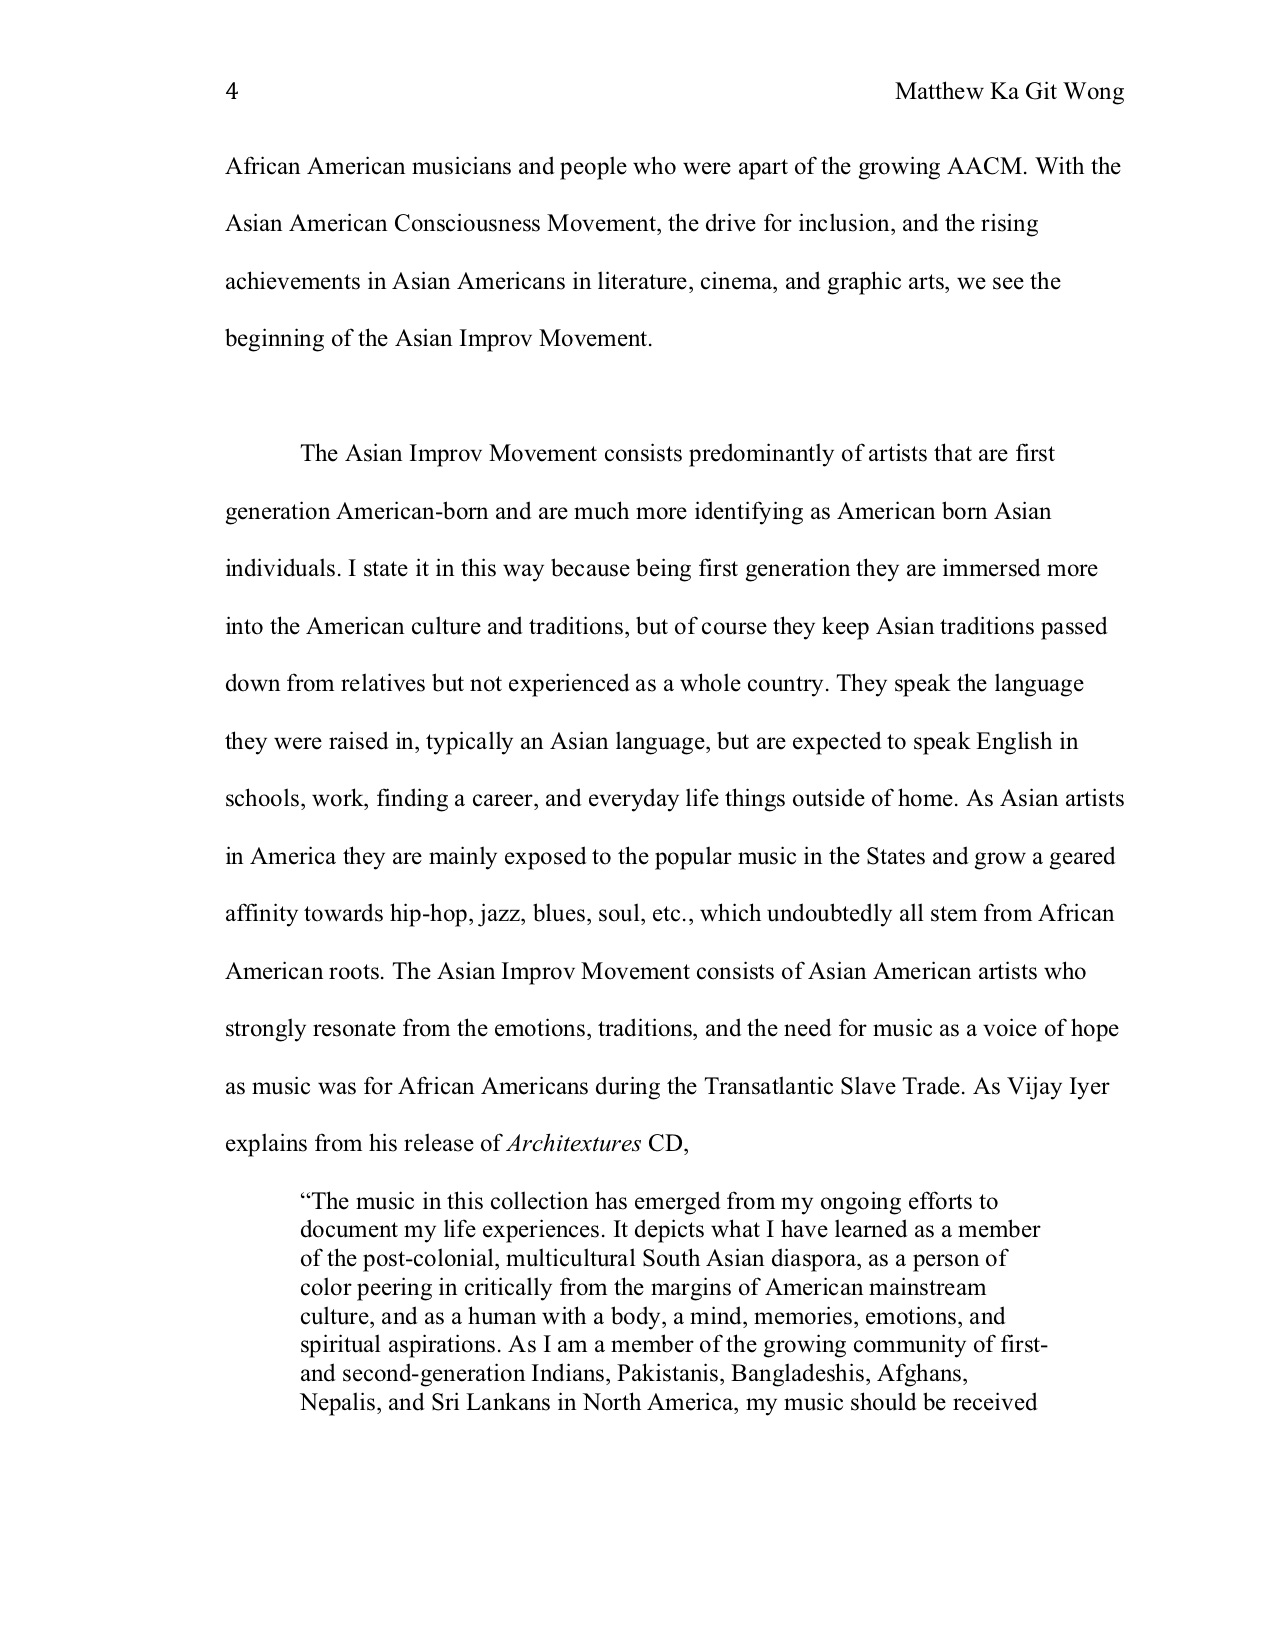 4 Matthew Ka Git Wong
African American musicians and people who were apart of the growing AACM. With the
Asian American Consciousness Movement, the drive for inclusion, and the rising
achievements in Asian Americans in literature, cinema, and graphic arts, we see the
beginning of the Asian Improv Movement.
The Asian Improv Movement consists predominantly of artists that are first
generation American-born and are much more identifying as American born Asian
individuals. I state it in this way because being first generation they are immersed more
into the American culture and traditions, but of course they keep Asian traditions passed
down from relatives but not experienced as a whole country. They speak the language
they were raised in, typically an Asian language, but are expected to speak English in
schools, work, finding a career, and everyday life things outside of home. As Asian artists
in America they are mainly exposed to the popular music in the States and grow a geared
affinity towards hip-hop, jazz, blues, soul, etc., which undoubtedly all stem from African
American roots. The Asian Improv Movement consists of Asian American artists who
strongly resonate from the emotions, traditions, and the need for music as a voice of hope
as music was for African Americans during the Transatlantic Slave Trade. As Vijay Iyer
explains from his release of Architextures CD,
“The music in this collection has emerged from my ongoing efforts to
document my life experiences. It depicts what I have learned as a member
of the post-colonial, multicultural South Asian diaspora, as a person of
color peering in critically from the margins of American mainstream
culture, and as a human with a body, a mind, memories, emotions, and
spiritual aspirations. As I am a member of the growing community of first-
and second-generation Indians, Pakistanis, Bangladeshis, Afghans,
Nepalis, and Sri Lankans in North America, my music should be received